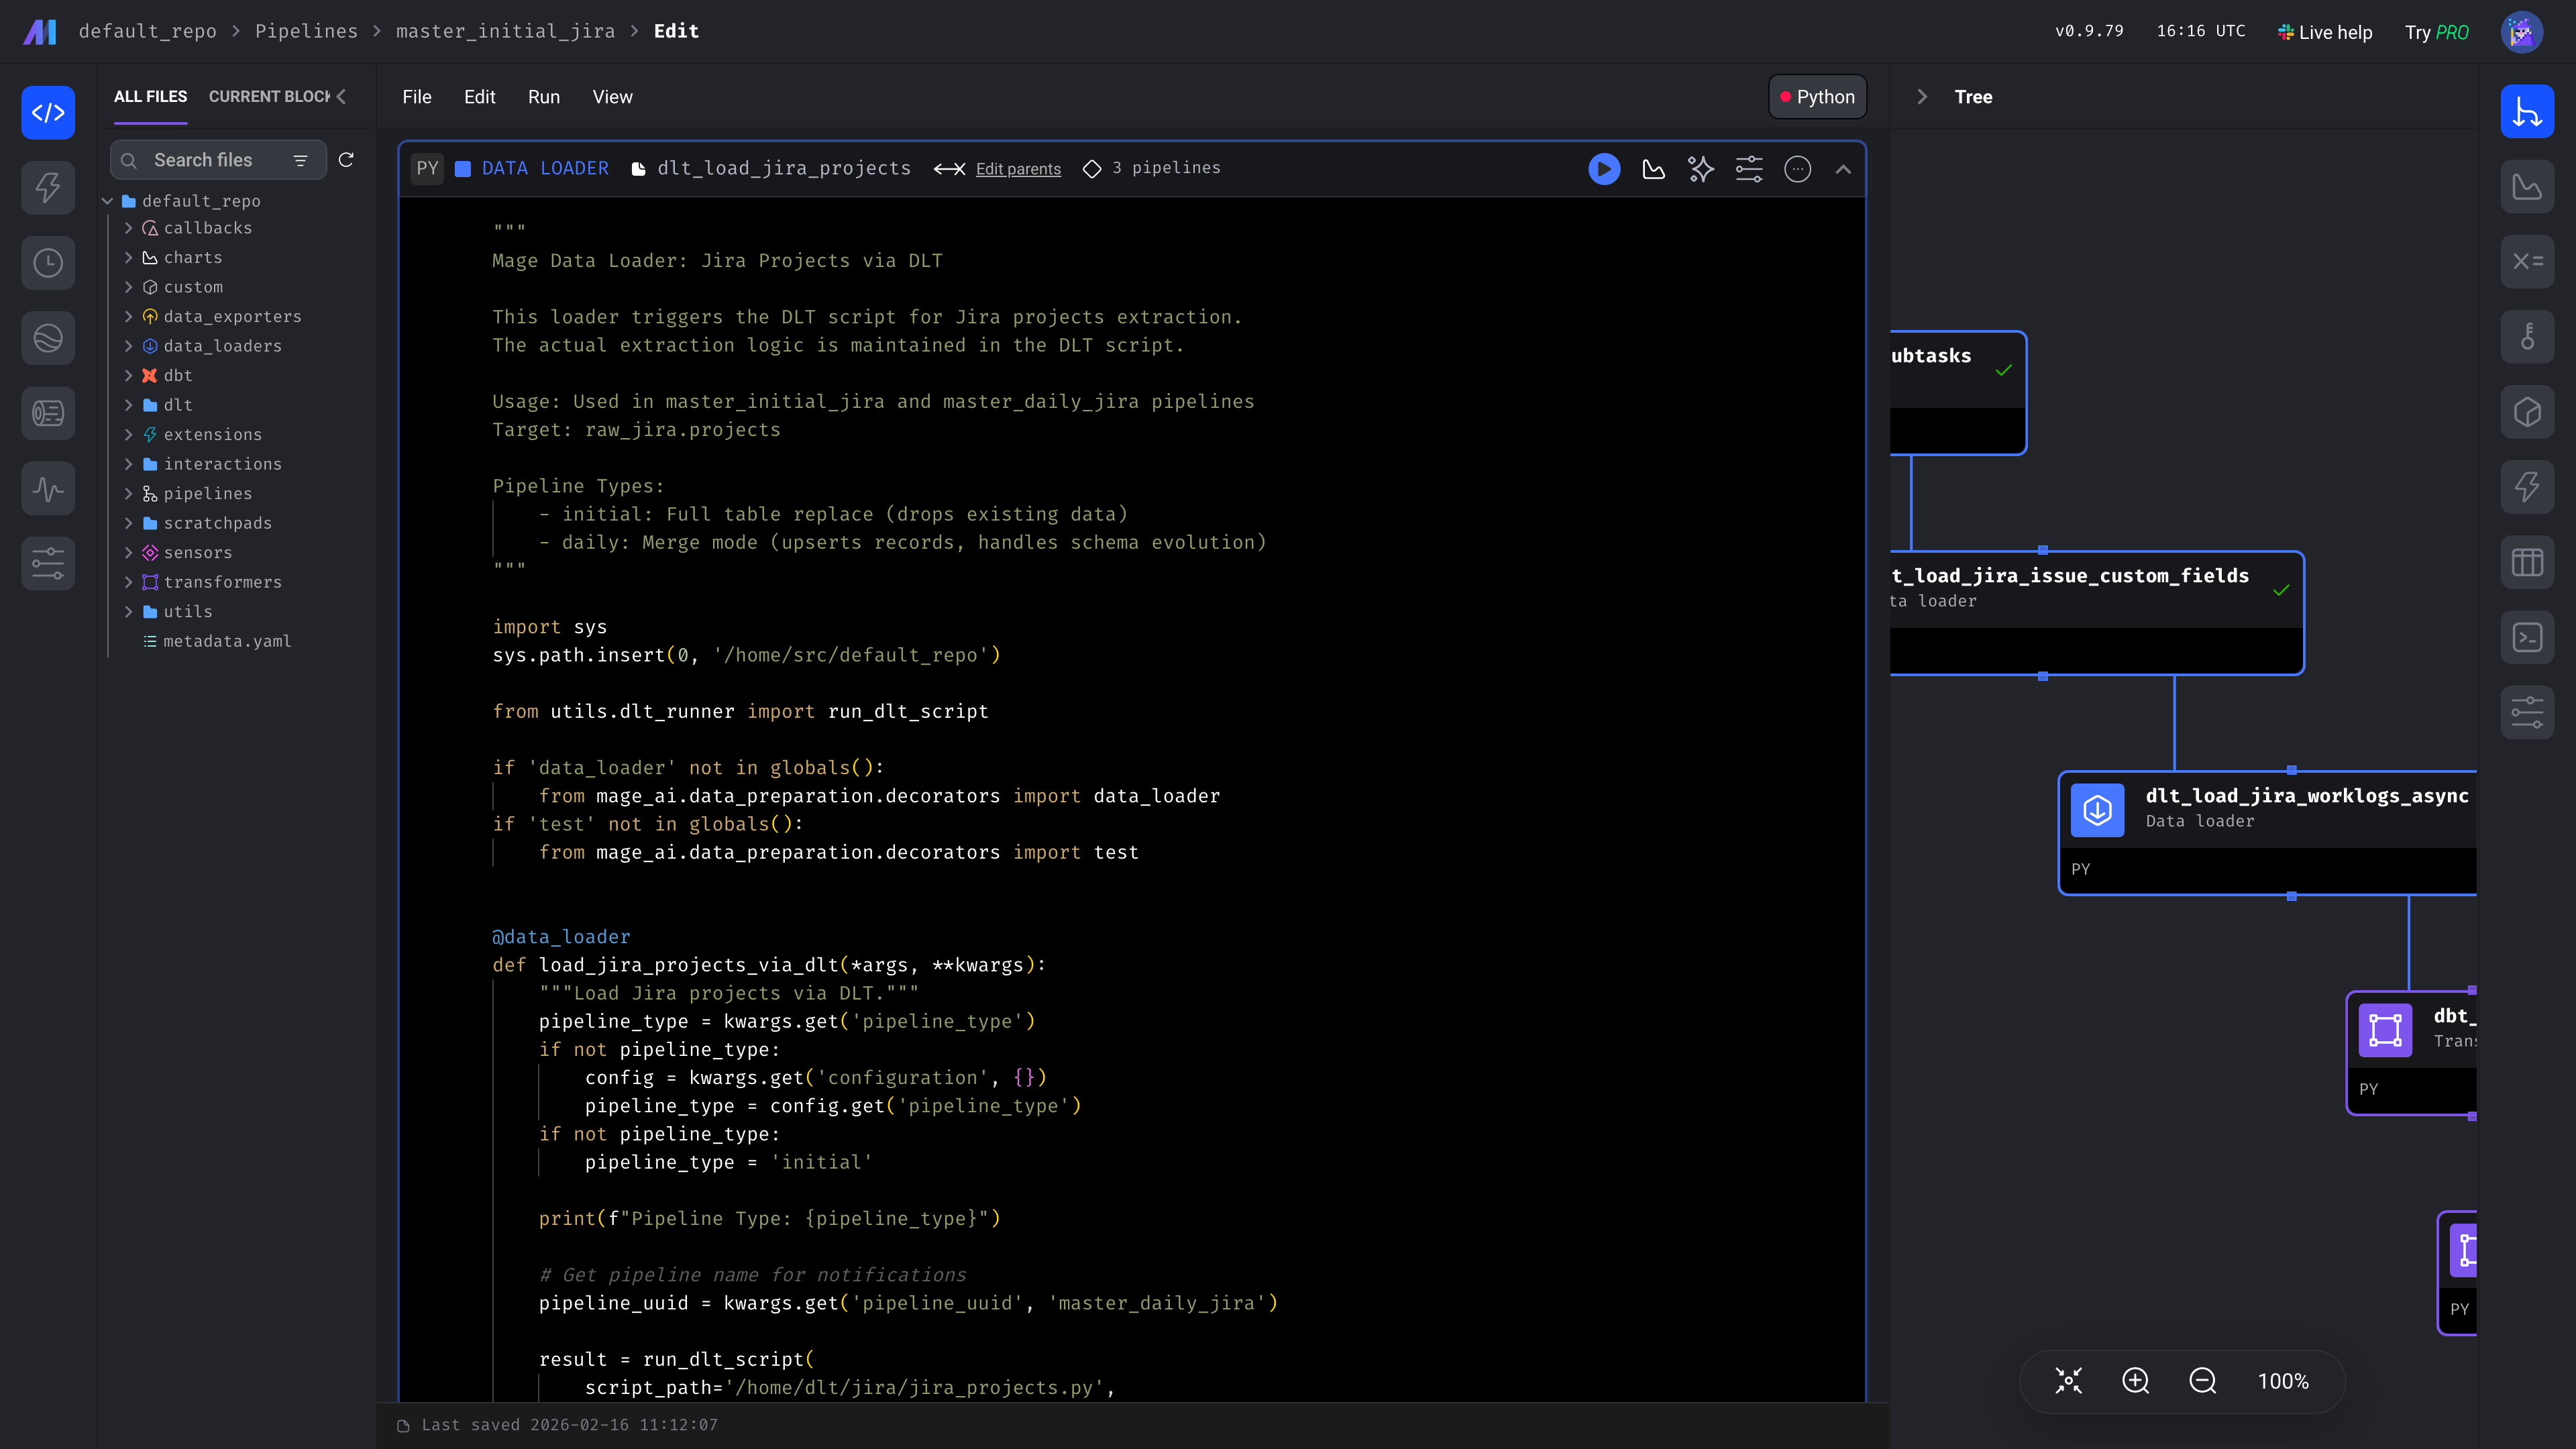 default_repo > Pipelines > master_initial_jira > Edit
v0.9.79 16:16 UTC Live help Try PRO
ALL FILES CURRENT BLOCK
Search files
default_repo
callbacks
charts
custom
data_exporters
data_loaders
dbt
dlt
extensions
interactions
pipelines
scratchpads
sensors
transformers
utils
metadata.yaml
File Edit Run View
Python
PY DATA LOADER dlt_load_jira_projects Edit parents 3 pipelines
"""
Mage Data Loader: Jira Projects via DLT

This loader triggers the DLT script for Jira projects extraction.
The actual extraction logic is maintained in the DLT script.

Usage: Used in master_initial_jira and master_daily_jira pipelines
Target: raw_jira.projects

Pipeline Types:
    - initial: Full table replace (drops existing data)
    - daily: Merge mode (upserts records, handles schema evolution)
"""

import sys
sys.path.insert(0, '/home/src/default_repo')

from utils.dlt_runner import run_dlt_script

if 'data_loader' not in globals():
    from mage_ai.data_preparation.decorators import data_loader
if 'test' not in globals():
    from mage_ai.data_preparation.decorators import test


@data_loader
def load_jira_projects_via_dlt(*args, **kwargs):
    """Load Jira projects via DLT."""
    pipeline_type = kwargs.get('pipeline_type')
    if not pipeline_type:
        config = kwargs.get('configuration', {})
        pipeline_type = config.get('pipeline_type')
    if not pipeline_type:
        pipeline_type = 'initial'

    print(f"Pipeline Type: {pipeline_type}")

    # Get pipeline name for notifications
    pipeline_uuid = kwargs.get('pipeline_uuid', 'master_daily_jira')

    result = run_dlt_script(
        script_path='/home/dlt/jira/jira_projects.py',
Last saved 2026-02-16 11:12:07
Tree
ubtasks
t_load_jira_issue_custom_fields
ta loader
dlt_load_jira_worklogs_async
Data loader
PY
dbt_
Trans
PY
PY
100%